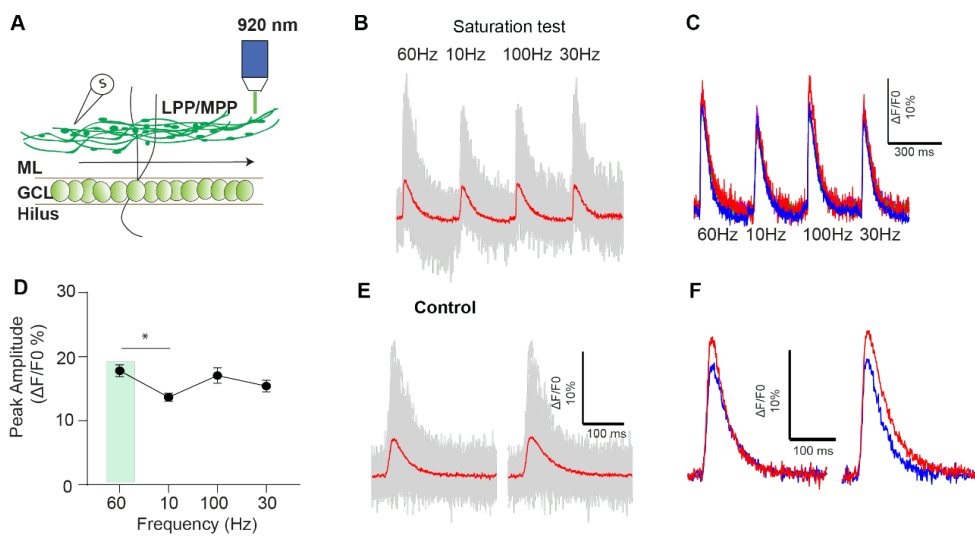 A
920 nm
S
LPP/MPP
ML
GCL
Hilus
B
Saturation test
60Hz 10Hz 100Hz 30Hz
C
ΔF/F0
10%
300 ms
60Hz 10Hz 100Hz 30Hz
D
Peak Amplitude
(ΔF/F0 %)
30
20
10
0
*
60 10 100 30
Frequency (Hz)
E
Control
ΔF/F0
10%
100 ms
F
ΔF/F0
10%
100 ms